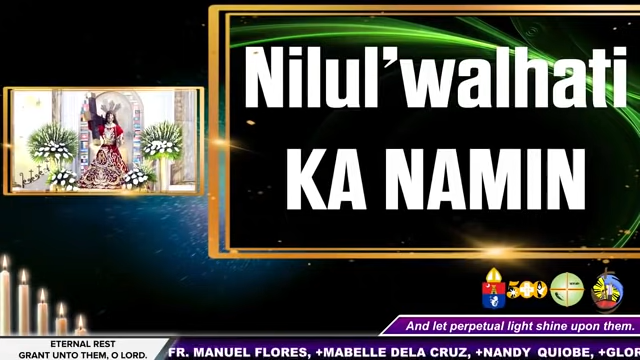 Nilul’walhati
KA NAMIN
500
And let perpetual light shine upon them.
ETERNAL REST
GRANT UNTO THEM, O LORD.
FR. MANUEL FLORES, +MABELLE DELA CRUZ, +NANDY QUIOBE, +GLO